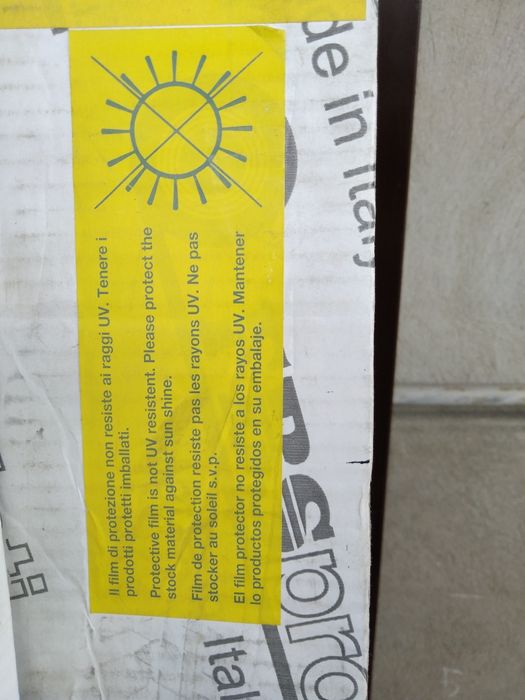 Il film di protezione non resiste ai raggi UV. Tenere i
prodotti protetti imballati.
Protective film is not UV resistent. Please protect the
stock material against sun shine.
Film de protection resiste pas les rayons UV. Ne pas
stocker au soleil s.v.p.
El film protector no resiste a los rayos UV. Mantener
lo productos protegidos en su embalaje.
de in Italy
Ital